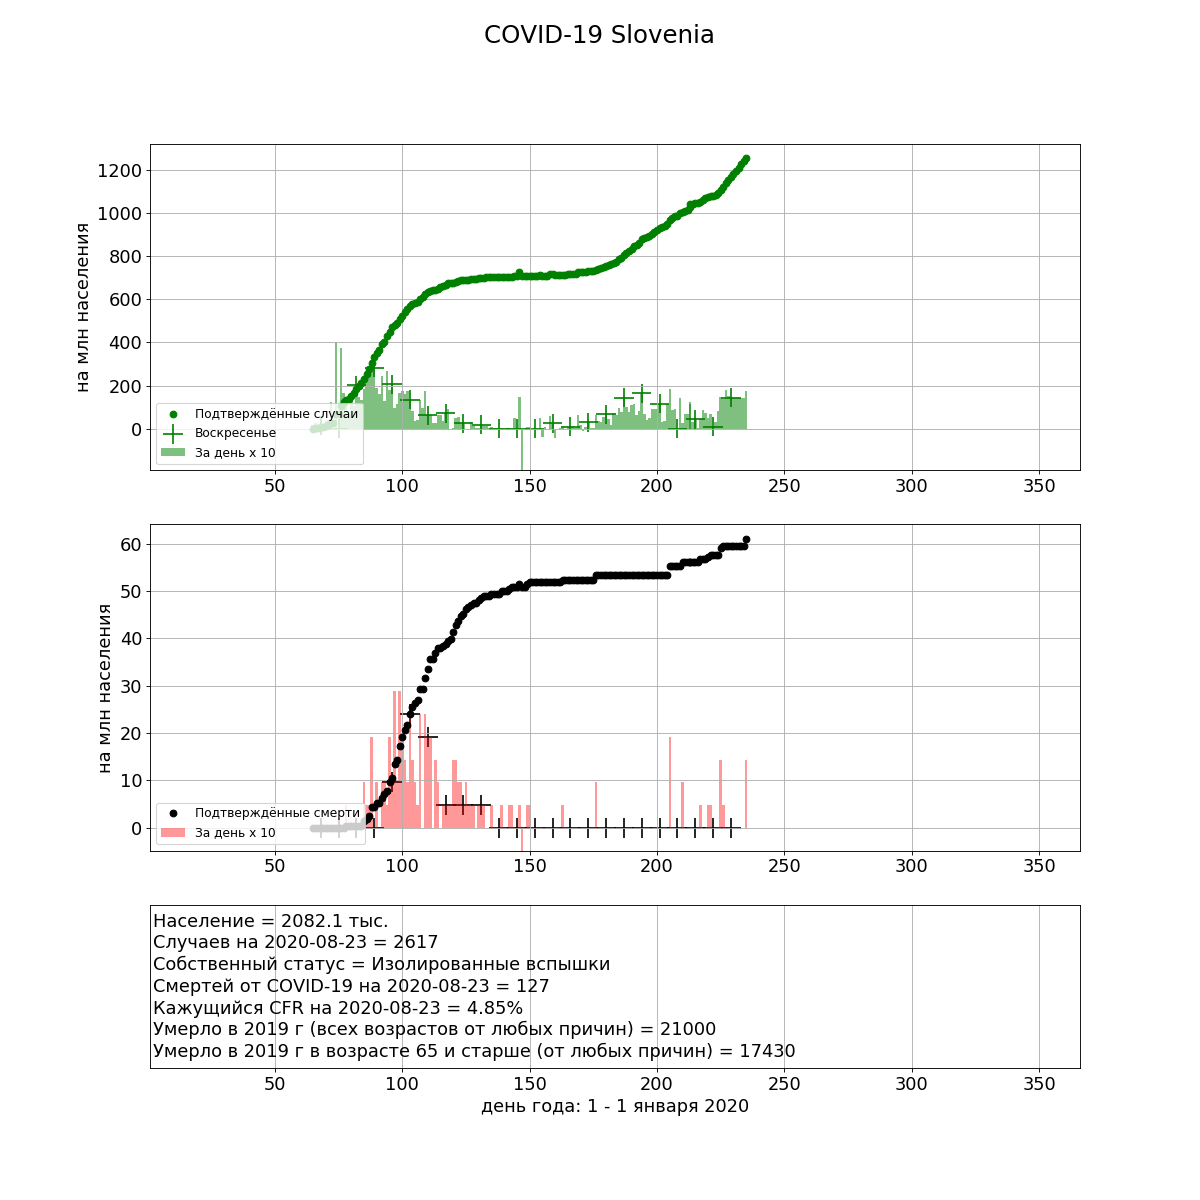 COVID-19 Slovenia
на млн населения
1200
1000
800
600
400
200
0
Подтверждённые случаи
Воскресенье
За день x 10
50 100 150 200 250 300 350
на млн населения
60
50
40
30
20
10
0
Подтверждённые смерти
За день x 10
50 100 150 200 250 300 350
Население = 2082.1 тыс.
Случаев на 2020-08-23 = 2617
Собственный статус = Изолированные вспышки
Смертей от COVID-19 на 2020-08-23 = 127
Кажущийся CFR на 2020-08-23 = 4.85%
Умерло в 2019 г (всех возрастов от любых причин) = 21000
Умерло в 2019 г в возрасте 65 и старше (от любых причин) = 17430
50 100 150 200 250 300 350
день года: 1 - 1 января 2020